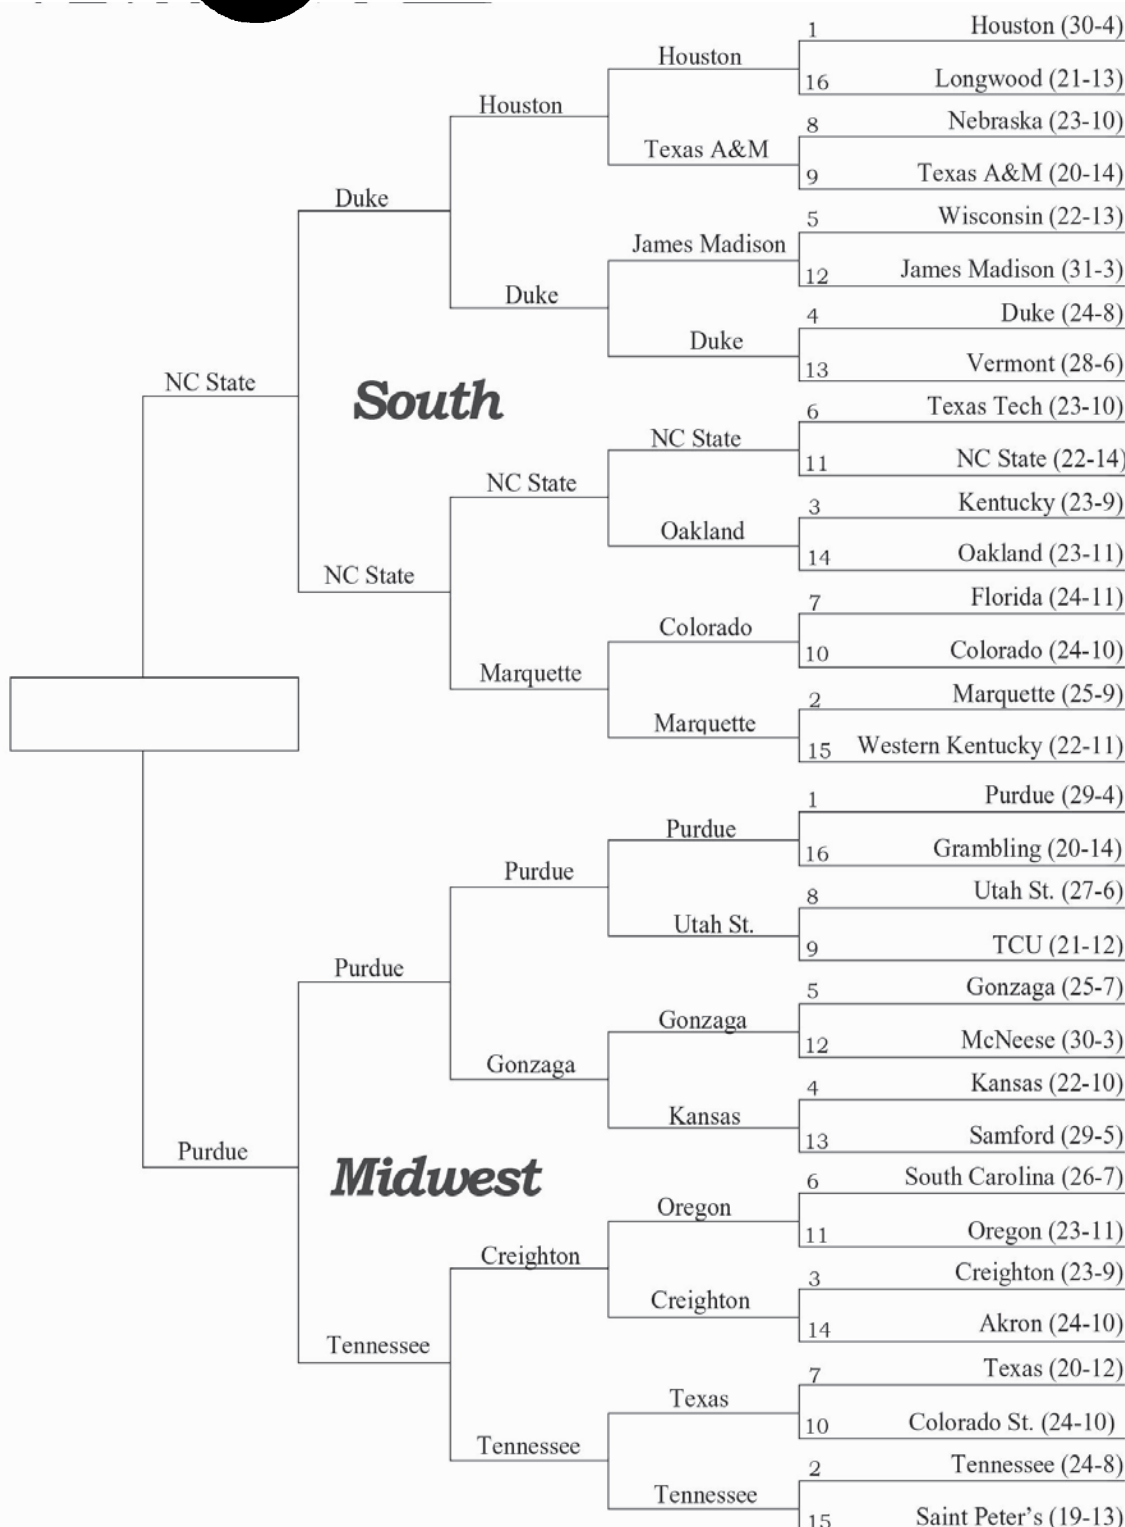 1 Houston (30-4)
Houston
16 Longwood (21-13)
Houston
8 Nebraska (23-10)
Texas A&M
9 Texas A&M (20-14)
Duke
5 Wisconsin (22-13)
James Madison
12 James Madison (31-3)
Duke
4 Duke (24-8)
Duke
13 Vermont (28-6)
NC State
South
6 Texas Tech (23-10)
NC State
11 NC State (22-14)
NC State
3 Kentucky (23-9)
Oakland
14 Oakland (23-11)
NC State
7 Florida (24-11)
Colorado
10 Colorado (24-10)
Marquette
2 Marquette (25-9)
Marquette
15 Western Kentucky (22-11)
1 Purdue (29-4)
Purdue
16 Grambling (20-14)
Purdue
8 Utah St. (27-6)
Utah St.
9 TCU (21-12)
Purdue
5 Gonzaga (25-7)
Gonzaga
12 McNeese (30-3)
Gonzaga
4 Kansas (22-10)
Kansas
13 Samford (29-5)
Purdue
Midwest
6 South Carolina (26-7)
Oregon
11 Oregon (23-11)
Creighton
3 Creighton (23-9)
Creighton
14 Akron (24-10)
Tennessee
7 Texas (20-12)
Texas
10 Colorado St. (24-10)
Tennessee
2 Tennessee (24-8)
Tennessee
15 Saint Peter's (19-13)